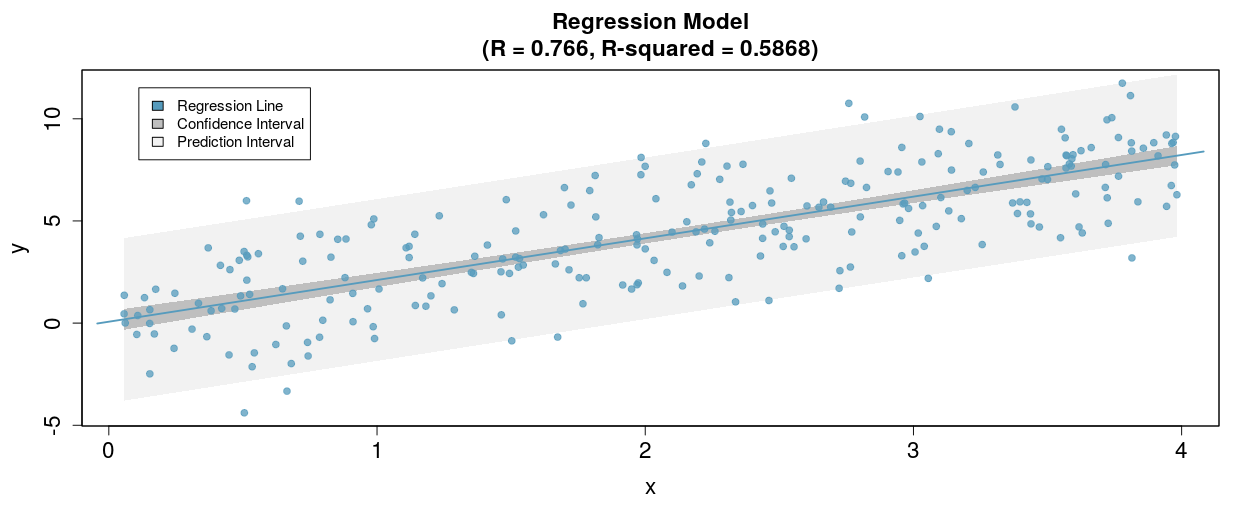 Regression Model
(R = 0.766, R-squared = 0.5868)
Regression Line
Confidence Interval
Prediction Interval
10
5
0
-5
y
0 1 2 3 4
x